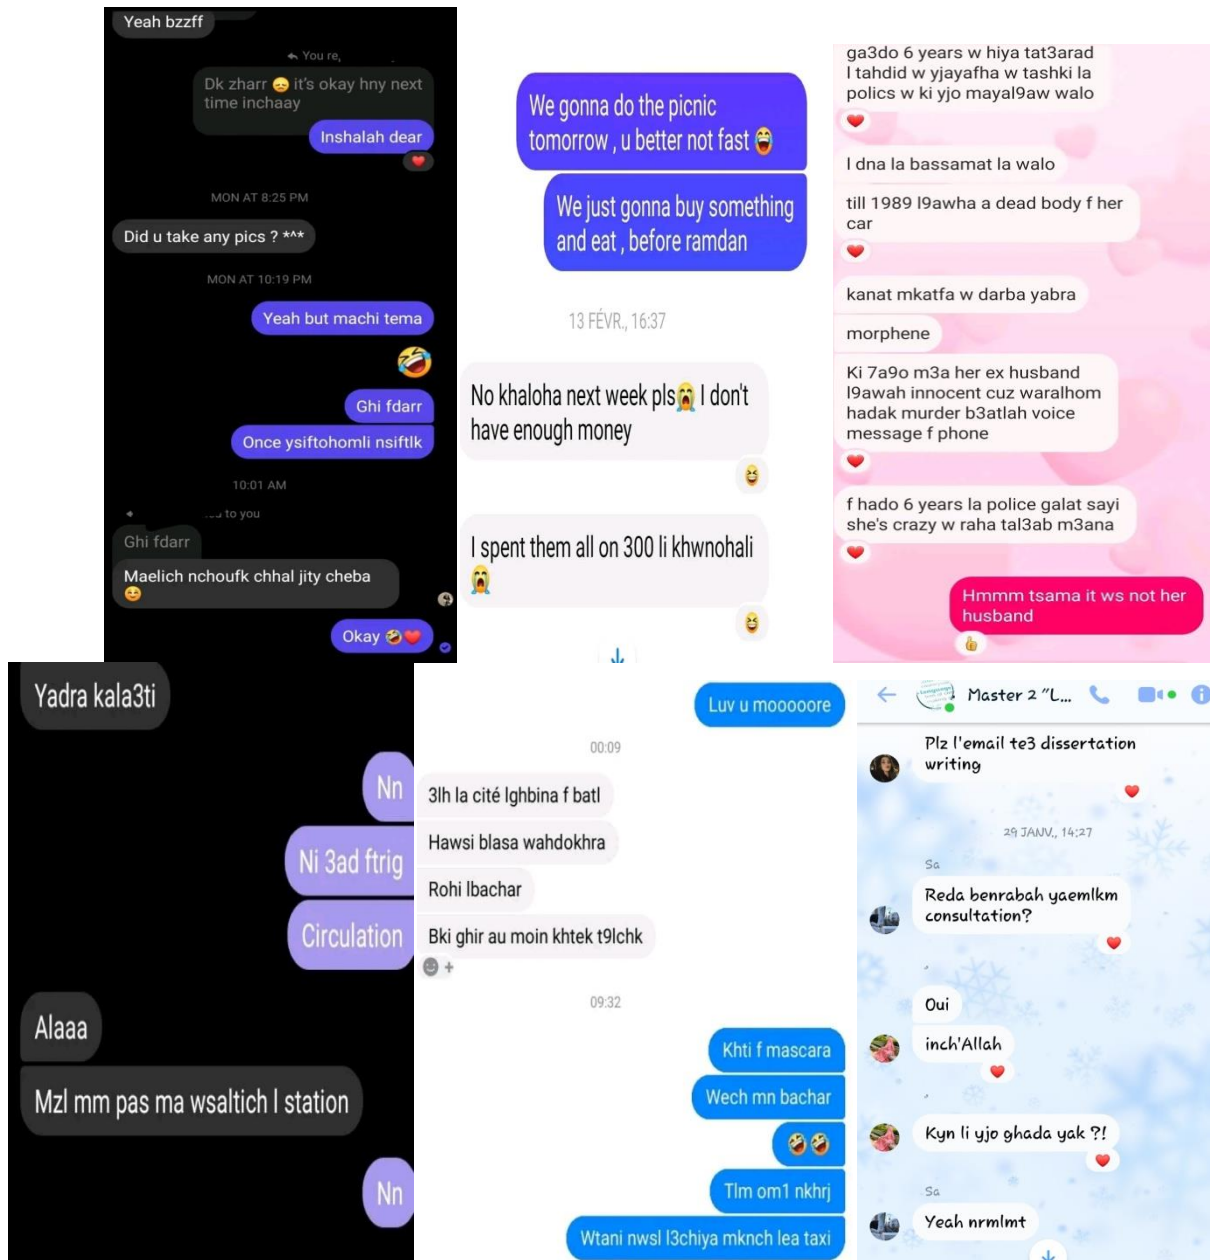 Yeah bzzff
You re,
Dk zharr 😞 it's okay hny next
time inchaay
Inshalah dear
MON AT 8:25 PM
Did u take any pics ? *^*
MON AT 10:19 PM
Yeah but machi tema
🤣
Ghi fdarr
Once ysiftohomli nsiftlk
10:01 AM
to you
Ghi fdarr
Maelich nchoufk chhal jity cheba
😊
Okay 🤣❤️
We gonna do the picnic
tomorrow , u better not fast 😂
We just gonna buy something
and eat , before ramdan
13 FÉVR., 16:37
No khaloha next week pls😭 I don't
have enough money
I spent them all on 300 li khwnohali
😭
ga3do 6 years w hiya tat3arad
l tahdid w yjayafha w tashki la
polics w ki yjo mayal9aw walo
l dna la bassamat la walo
till 1989 l9awha a dead body f her
car
kanat mkatfa w darba yabra
morphene
Ki 7a9o m3a her ex husband
l9awah innocent cuz waralhom
hadak murder b3atlah voice
message f phone
f hado 6 years la police galat sayi
she's crazy w raha tal3ab m3ana
Hmmm tsama it ws not her
husband
Yadra kala3ti
Nn
Ni 3ad ftrig
Circulation
Alaaa
Mzl mm pas ma wsaltich l station
Nn
Luv u mooooore
00:09
3lh la cité lghbina f batl
Hawsi blasa wahdokhra
Rohi lbachar
Bki ghir au moin khtek t9lchk
09:32
Khti f mascara
Wech mn bachar
🤣🤣
Tlm om1 nkhrj
Wtani nwsl l3chiya mknch lea taxi
Master 2 "L...
Plz l'email te3 dissertation
writing
29 JANV., 14:27
Sa
Reda benrabah yaemlkm
consultation?
Oui
inch'Allah
Kyn li yjo ghada yak ?!
Sa
Yeah nrmlmt